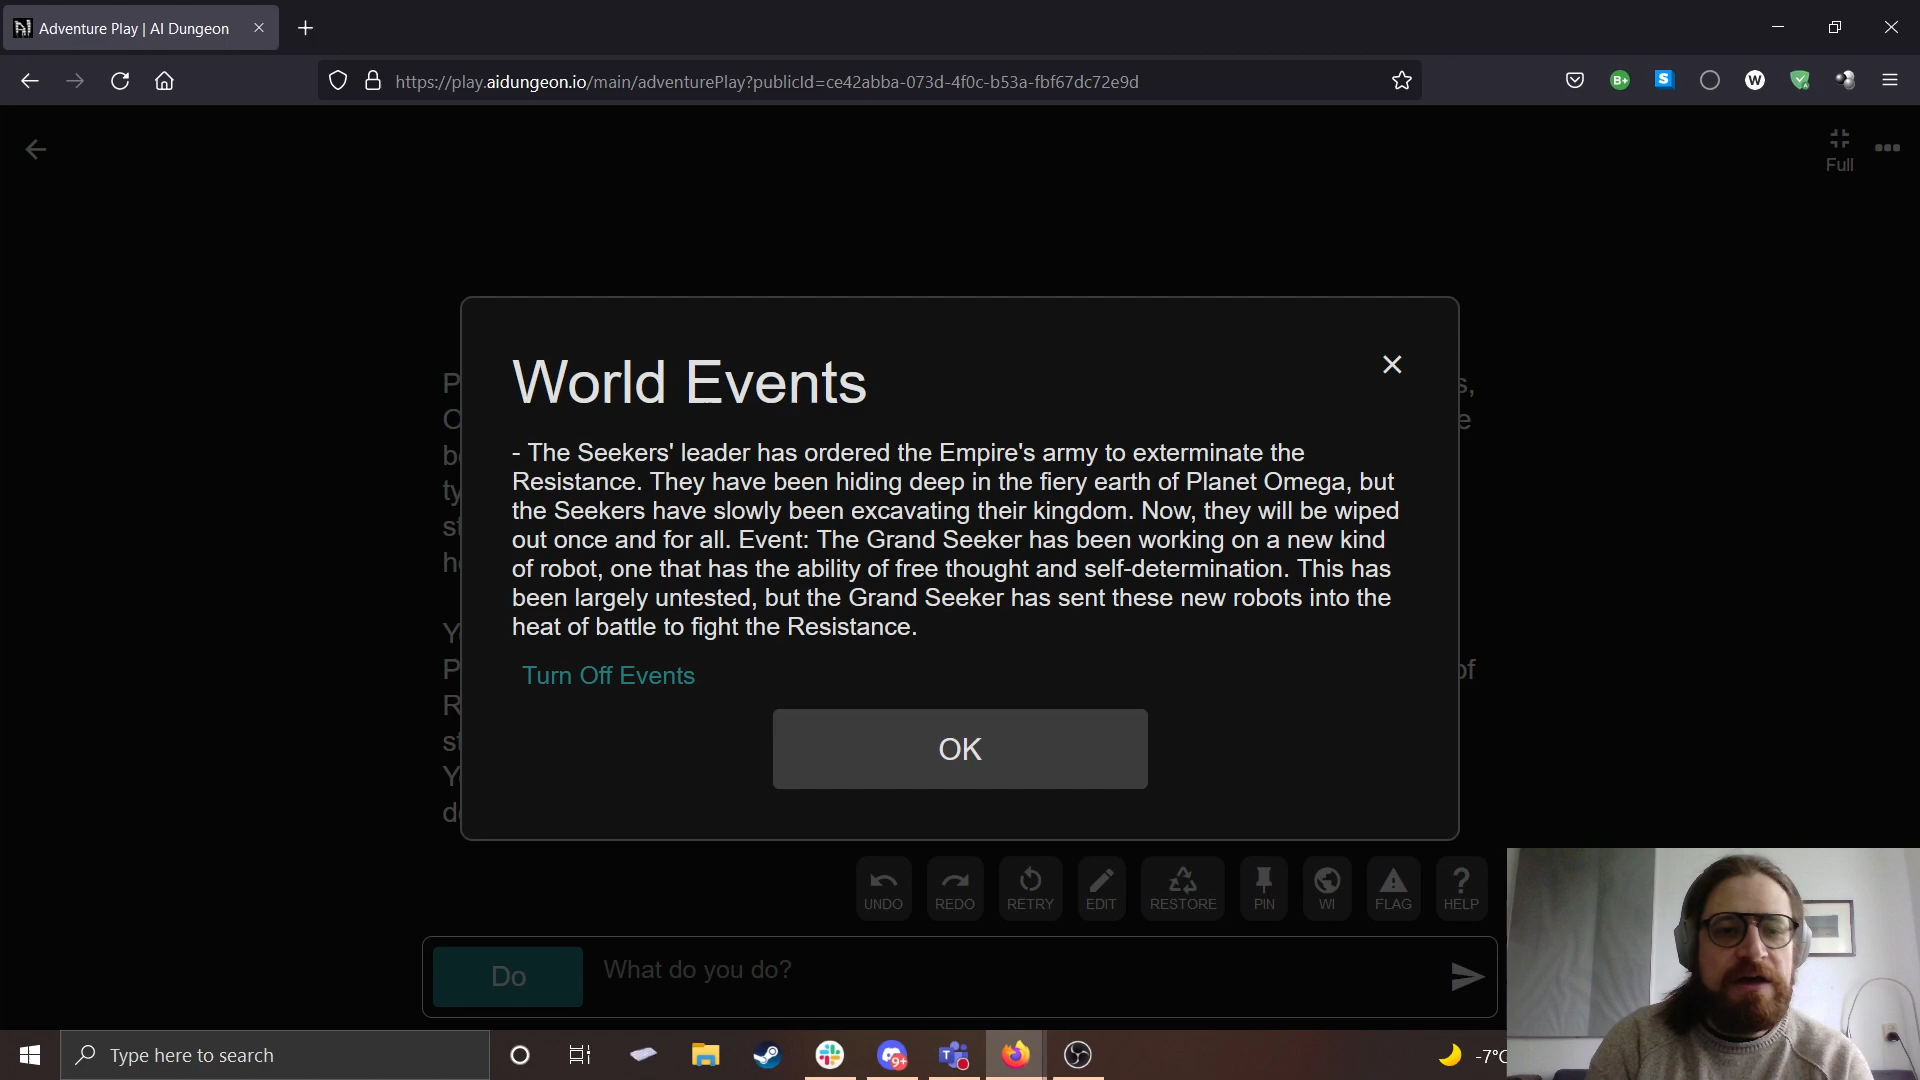 Adventure Play | AI Dungeon
https://play.aidungeon.io/main/adventurePlay?publicId=ce42abba-073d-4f0c-b53a-fbf67dc72e9d
Full
World Events
- The Seekers' leader has ordered the Empire's army to exterminate the
Resistance. They have been hiding deep in the fiery earth of Planet Omega, but
the Seekers have slowly been excavating their kingdom. Now, they will be wiped
out once and for all. Event: The Grand Seeker has been working on a new kind
of robot, one that has the ability of free thought and self-determination. This has
been largely untested, but the Grand Seeker has sent these new robots into the
heat of battle to fight the Resistance.
Turn Off Events
OK
UNDO REDO RETRY EDIT RESTORE PIN WI FLAG HELP
Do What do you do?
Type here to search
-7°C